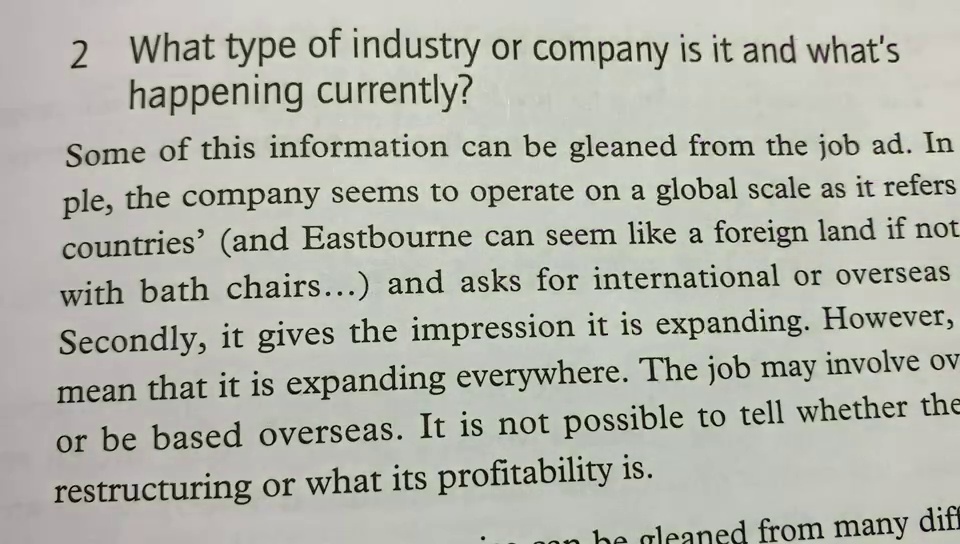 2 What type of industry or company is it and what's
happening currently?
Some of this information can be gleaned from the job ad. In
ple, the company seems to operate on a global scale as it refers
countries’ (and Eastbourne can seem like a foreign land if not
with bath chairs...) and asks for international or overseas
Secondly, it gives the impression it is expanding. However,
mean that it is expanding everywhere. The job may involve ov
or be based overseas. It is not possible to tell whether the
restructuring or what its profitability is.
can be gleaned from many diff